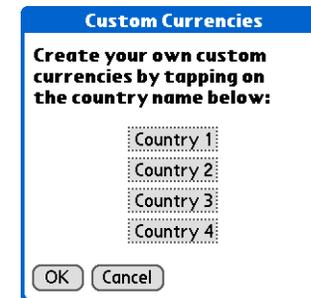 Custom Currencies
Create your own custom
currencies by tapping on
the country name below:
Country 1
Country 2
Country 3
Country 4
OK Cancel